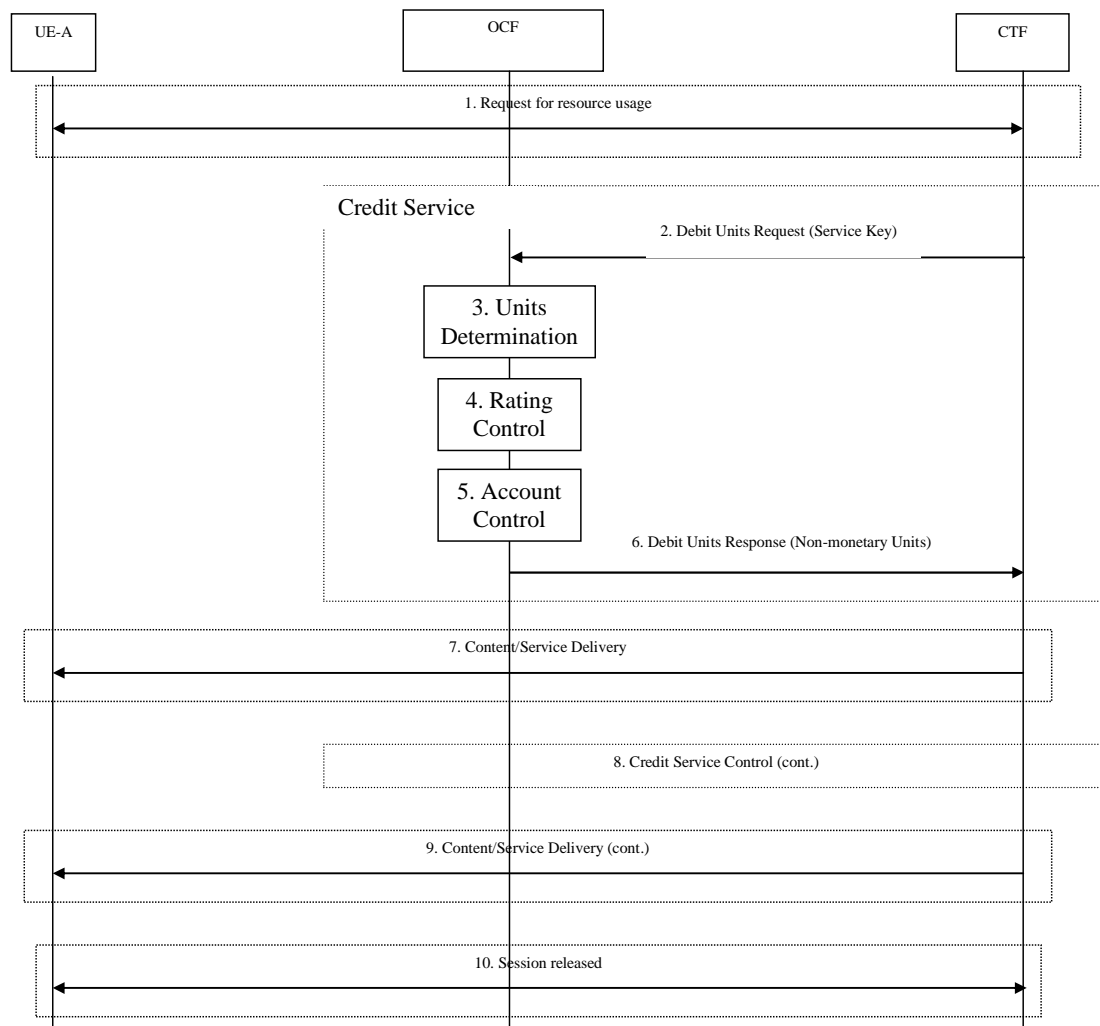 UE-A
OCF
CTF
1. Request for resource usage
Credit Service
2. Debit Units Request (Service Key)
3. Units
Determination
4. Rating
Control
5. Account
Control
6. Debit Units Response (Non-monetary Units)
7. Content/Service Delivery
8. Credit Service Control (cont.)
9. Content/Service Delivery (cont.)
10. Session released